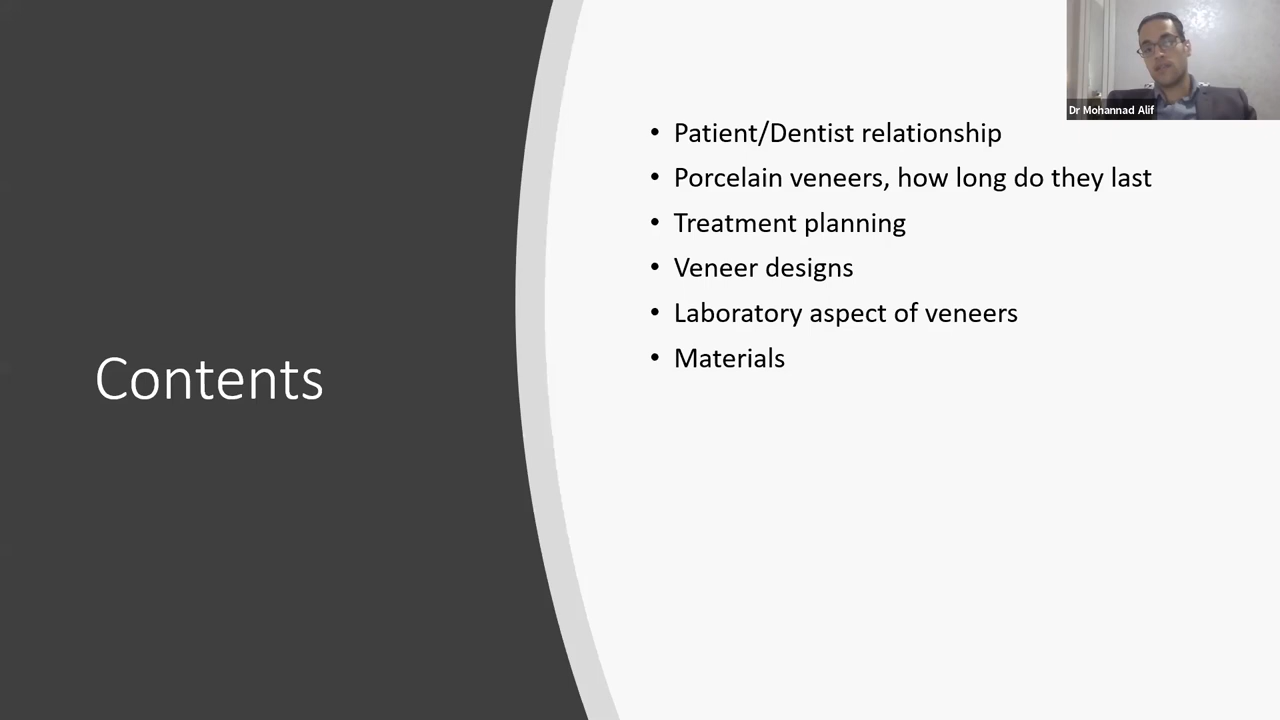 Contents
• Patient/Dentist relationship
• Porcelain veneers, how long do they last
• Treatment planning
• Veneer designs
• Laboratory aspect of veneers
• Materials
Dr Mohannad Alif